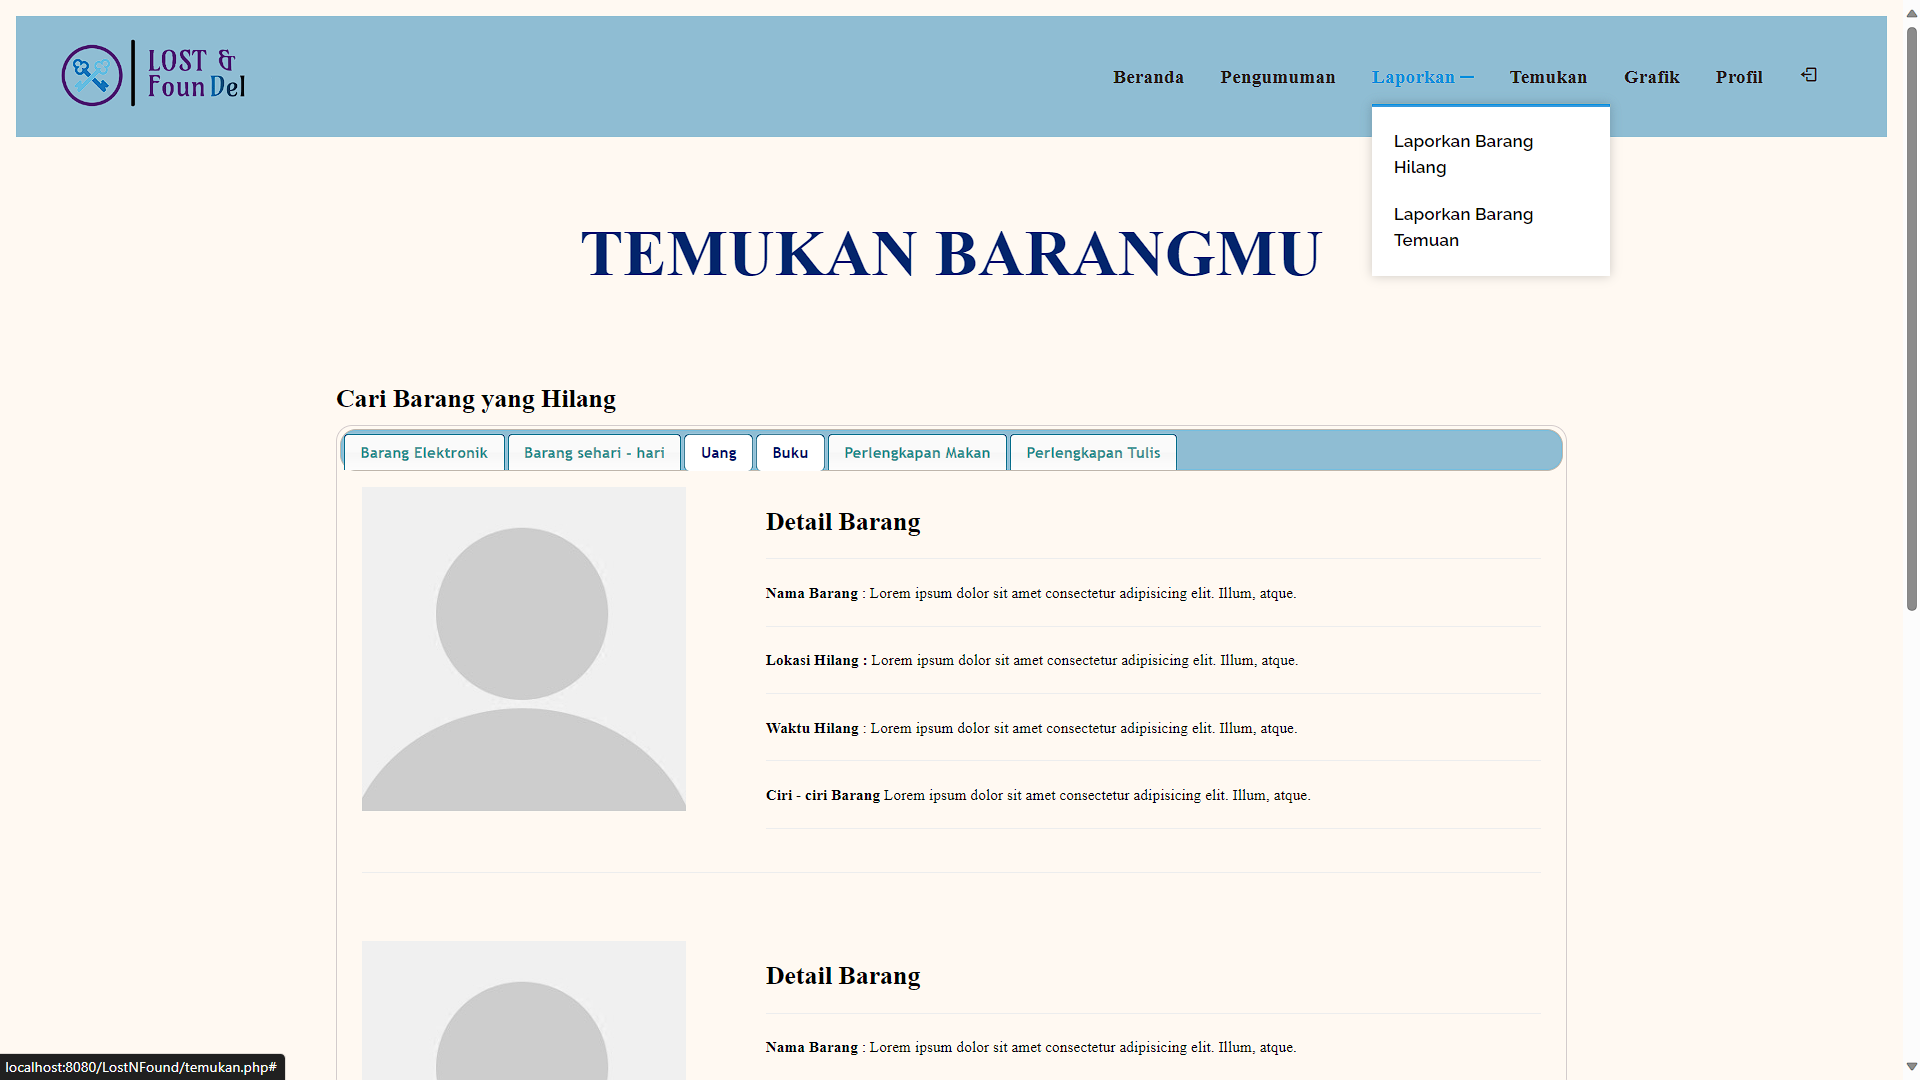 LOST &
FounDel
Beranda Pengumuman Laporkan Temukan Grafik Profil
Laporkan Barang
Hilang
Laporkan Barang
Temuan
TEMUKAN BARANGMU
Cari Barang yang Hilang
Barang Elektronik Barang sehari - hari Uang Buku Perlengkapan Makan Perlengkapan Tulis
Detail Barang
Nama Barang : Lorem ipsum dolor sit amet consectetur adipisicing elit. Illum, atque.
Lokasi Hilang : Lorem ipsum dolor sit amet consectetur adipisicing elit. Illum, atque.
Waktu Hilang : Lorem ipsum dolor sit amet consectetur adipisicing elit. Illum, atque.
Ciri - ciri Barang Lorem ipsum dolor sit amet consectetur adipisicing elit. Illum, atque.
Detail Barang
Nama Barang : Lorem ipsum dolor sit amet consectetur adipisicing elit. Illum, atque.
localhost:8080/LostNFound/temukan.php#